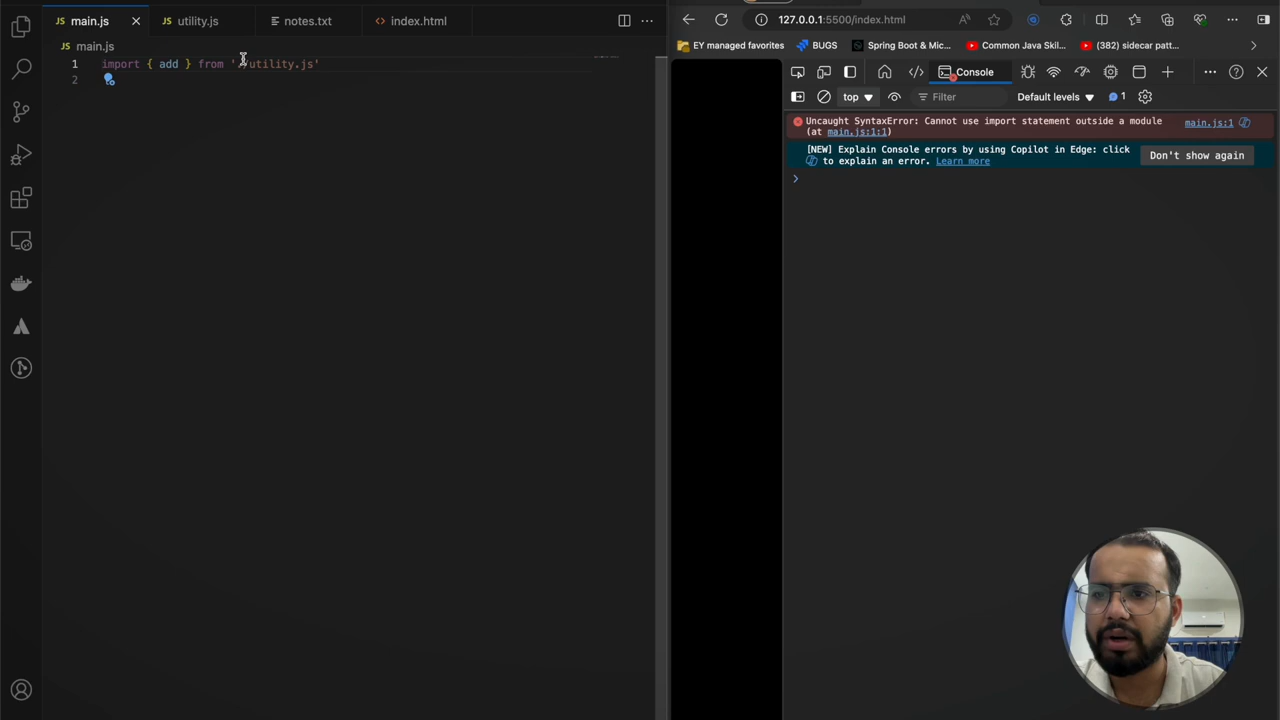 main.js
utility.js
notes.txt
index.html
127.0.0.1:5500/index.html
JS main.js
EY managed favorites
BUGS
Spring Boot & Mic...
Common Java Skil...
(382) sidecar patt...
1 import { add } from './utility.js'
2
Console
top
Filter
Default levels
1
Uncaught SyntaxError: Cannot use import statement outside a module
main.js:1
(at main.js:1:1)
[NEW] Explain Console errors by using Copilot in Edge: click
to explain an error. Learn more
Don't show again